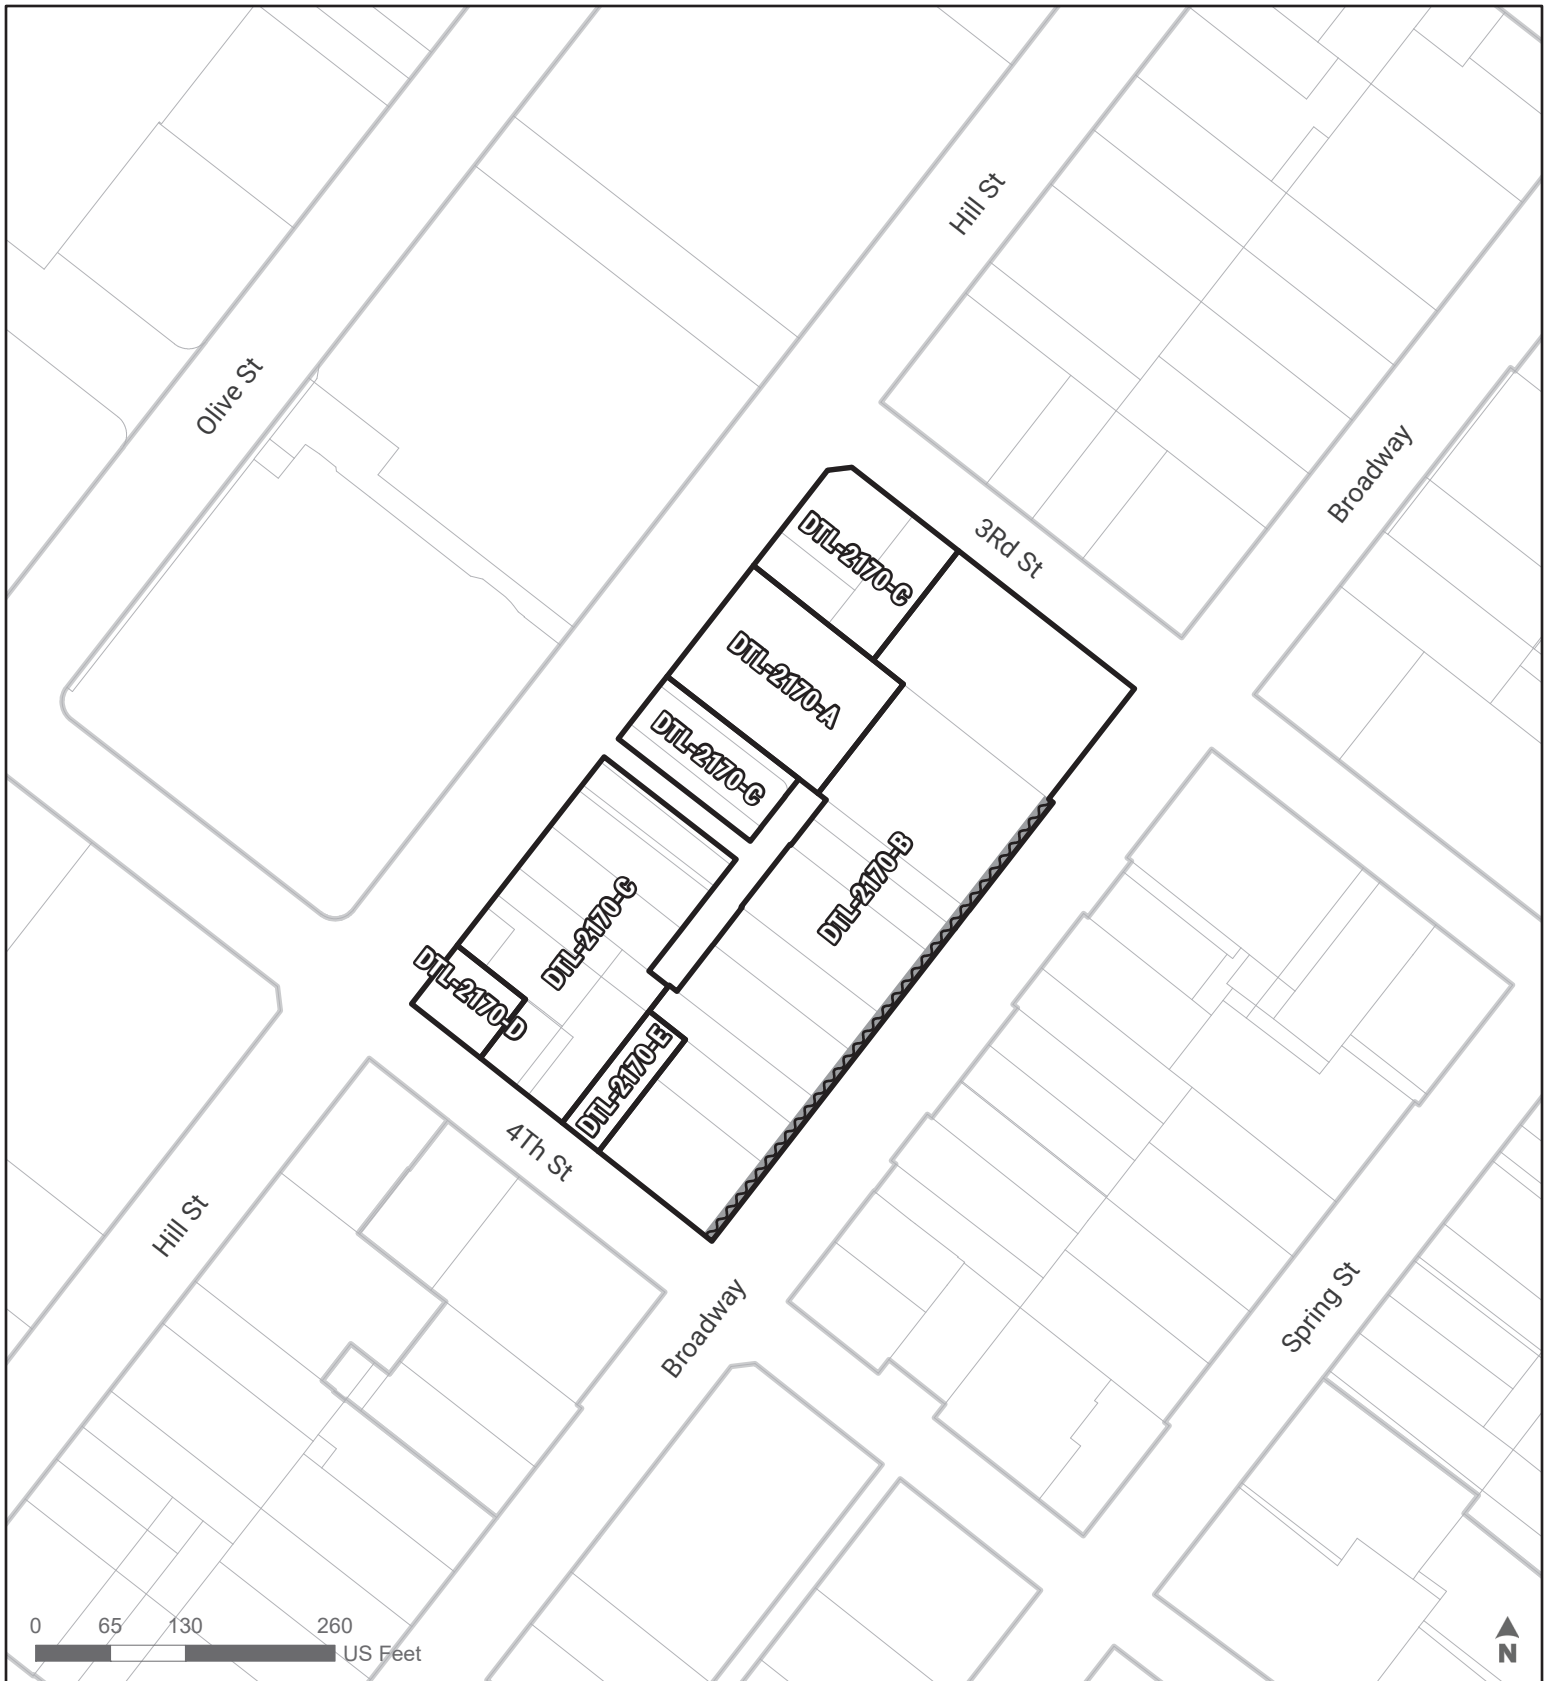 Hill St
Olive St
Broadway
3Rd St
DTL-2170-C
DTL-2170-A
DTL-2170-C
DTL-2170-B
DTL-2170-C
DTL-2170-D
DTL-2170-E
4Th St
Hill St
Broadway
Spring St
0 65 130 260
US Feet
N